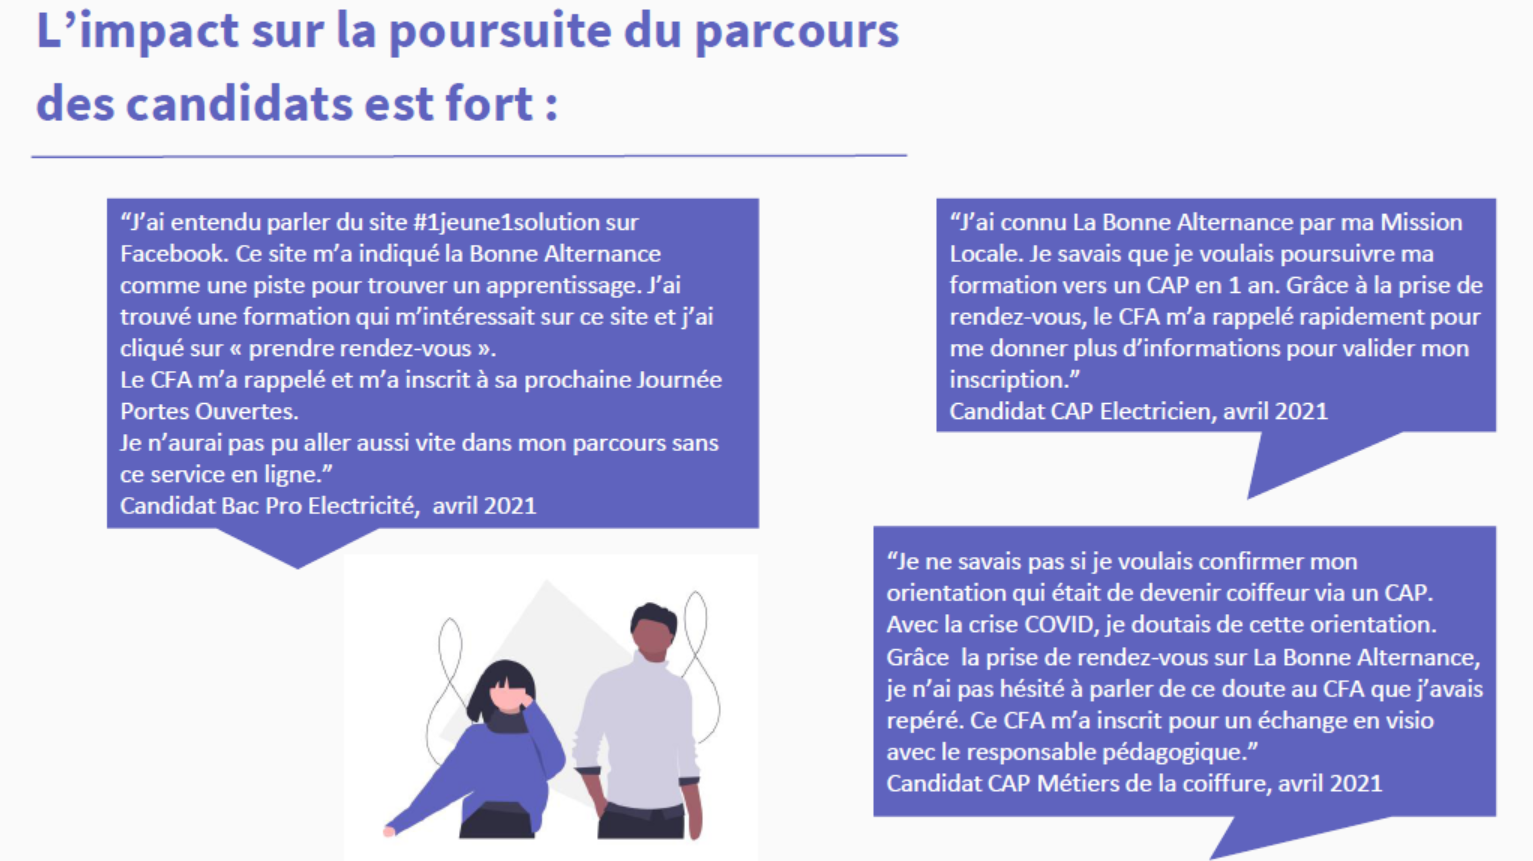 L’impact sur la poursuite du parcours
des candidats est fort :
“J’ai entendu parler du site #1jeune1solution sur
Facebook. Ce site m’a indiqué la Bonne Alternance
comme une piste pour trouver un apprentissage. J’ai
trouvé une formation qui m’intéressait sur ce site et j’ai
cliqué sur « prendre rendez-vous ».
Le CFA m’a rappelé et m’a inscrit à sa prochaine Journée
Portes Ouvertes.
Je n’aurai pas pu aller aussi vite dans mon parcours sans
ce service en ligne.”
Candidat Bac Pro Electricité,  avril 2021
“J’ai connu La Bonne Alternance par ma Mission
Locale. Je savais que je voulais poursuivre ma
formation vers un CAP en 1 an. Grâce à la prise de
rendez-vous, le CFA m’a rappelé rapidement pour
me donner plus d’informations pour valider mon
inscription.”
Candidat CAP Electricien, avril 2021
“Je ne savais pas si je voulais confirmer mon
orientation qui était de devenir coiffeur via un CAP.
Avec la crise COVID, je doutais de cette orientation.
Grâce  la prise de rendez-vous sur La Bonne Alternance,
je n’ai pas hésité à parler de ce doute au CFA que j’avais
repéré. Ce CFA m’a inscrit pour un échange en visio
avec le responsable pédagogique.”
Candidat CAP Métiers de la coiffure, avril 2021